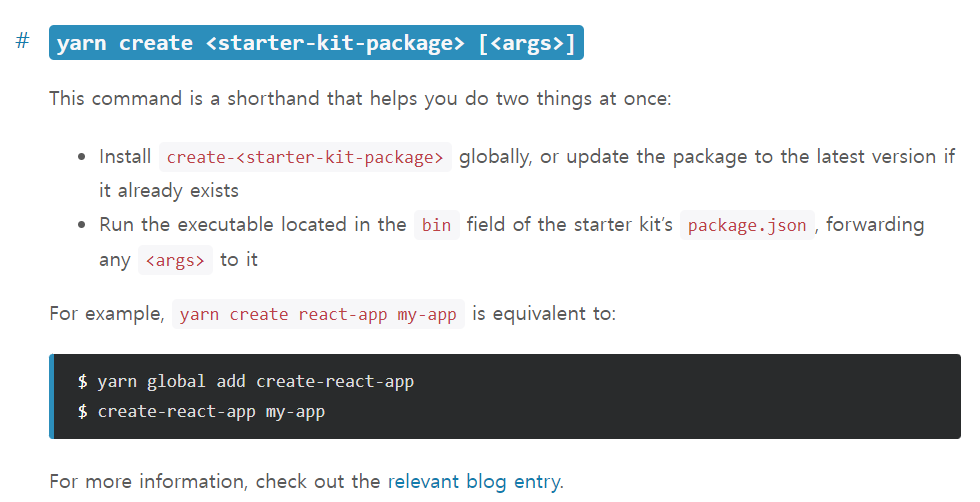 # yarn create <starter-kit-package> [<args>]
This command is a shorthand that helps you do two things at once:
• Install create-<starter-kit-package> globally, or update the package to the latest version if
it already exists
• Run the executable located in the bin field of the starter kit’s package.json , forwarding
any <args> to it
For example, yarn create react-app my-app is equivalent to:
$ yarn global add create-react-app
$ create-react-app my-app
For more information, check out the relevant blog entry.